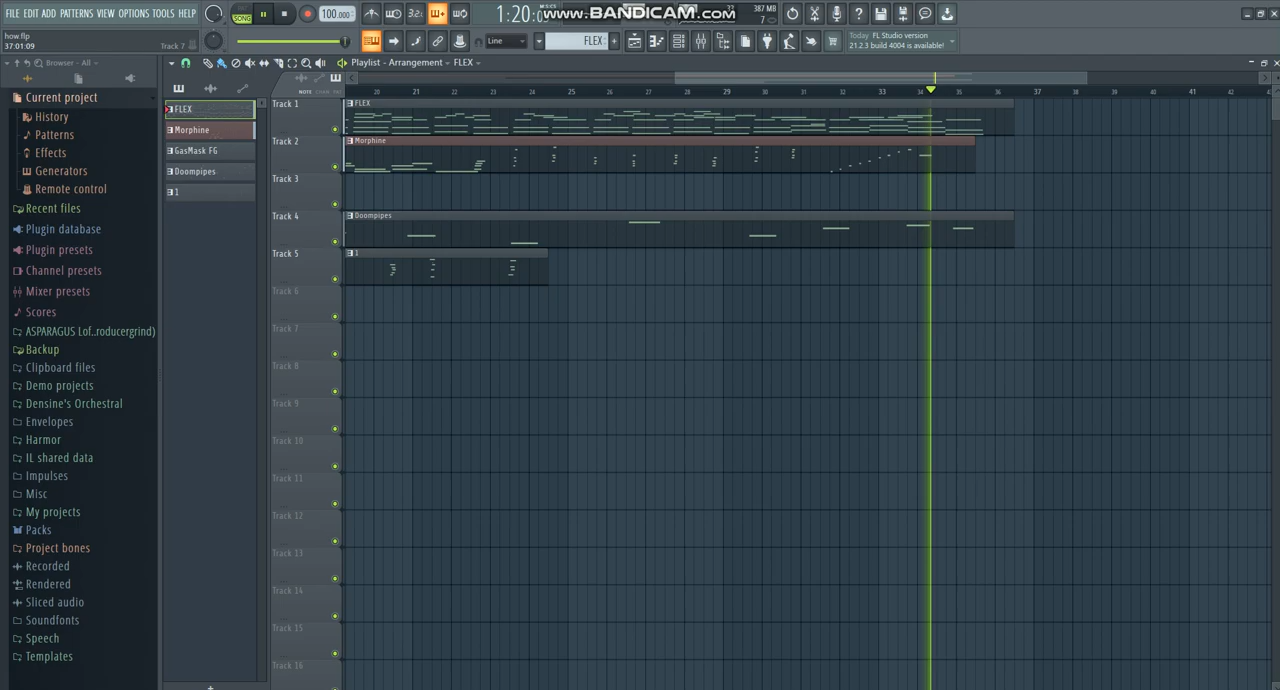 FILE EDIT ADD PATTERNS VIEW OPTIONS TOOLS HELP
SONG
100.000
3.2:
1:20:0
www.BANDICAM.com
387 MB
7
how.flp
37:01:09
Track 7
Line
FLEX
Today FL Studio version
21.2.3 build 4004 is available!
Browser - All
Playlist - Arrangement FLEX
Current project
History
Patterns
Effects
Generators
Remote control
Recent files
Plugin database
Plugin presets
Channel presets
Mixer presets
Scores
ASPARAGUS Lof..roducergrind)
Backup
Clipboard files
Demo projects
Densine's Orchestral
Envelopes
Harmor
IL shared data
Impulses
Misc
My projects
Packs
Project bones
Recorded
Rendered
Sliced audio
Soundfonts
Speech
Templates
FLEX
Morphine
GasMask FG
Doompipes
1
NOTE CHAN PAT
20 21 22 23 24 25 26 27 28 29 30 31 32 33 34 35 36 37 38 39 40 41 42
Track 1
FLEX
Track 2
Morphine
Track 3
Track 4
Doompipes
Track 5
1
Track 6
Track 7
Track 8
Track 9
Track 10
Track 11
Track 12
Track 13
Track 14
Track 15
Track 16